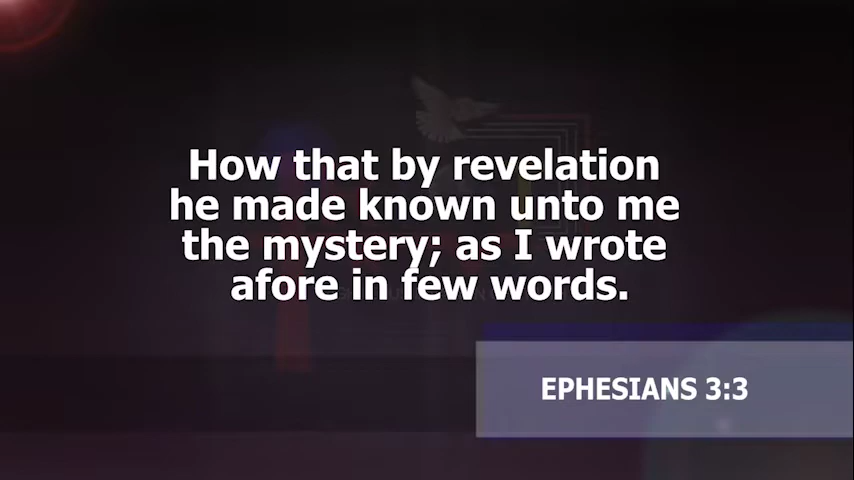 How that by revelation
he made known unto me
the mystery; as I wrote
afore in few words.
EPHESIANS 3:3